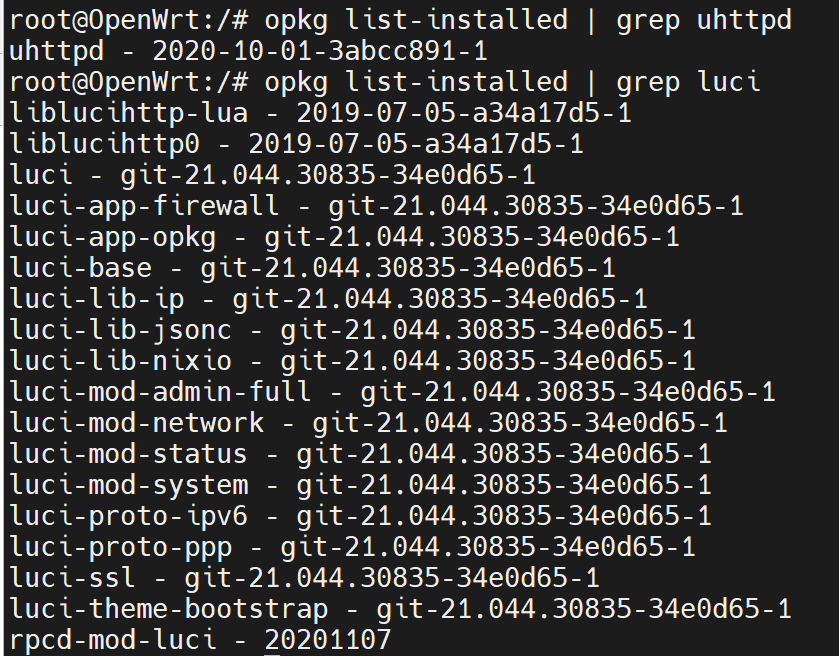 root@OpenWrt:/# opkg list-installed | grep uhttpd
uhttpd - 2020-10-01-3abcc891-1
root@OpenWrt:/# opkg list-installed | grep luci
liblucihttp-lua - 2019-07-05-a34a17d5-1
liblucihttp0 - 2019-07-05-a34a17d5-1
luci - git-21.044.30835-34e0d65-1
luci-app-firewall - git-21.044.30835-34e0d65-1
luci-app-opkg - git-21.044.30835-34e0d65-1
luci-base - git-21.044.30835-34e0d65-1
luci-lib-ip - git-21.044.30835-34e0d65-1
luci-lib-jsonc - git-21.044.30835-34e0d65-1
luci-lib-nixio - git-21.044.30835-34e0d65-1
luci-mod-admin-full - git-21.044.30835-34e0d65-1
luci-mod-network - git-21.044.30835-34e0d65-1
luci-mod-status - git-21.044.30835-34e0d65-1
luci-mod-system - git-21.044.30835-34e0d65-1
luci-proto-ipv6 - git-21.044.30835-34e0d65-1
luci-proto-ppp - git-21.044.30835-34e0d65-1
luci-ssl - git-21.044.30835-34e0d65-1
luci-theme-bootstrap - git-21.044.30835-34e0d65-1
rpcd-mod-luci - 20201107